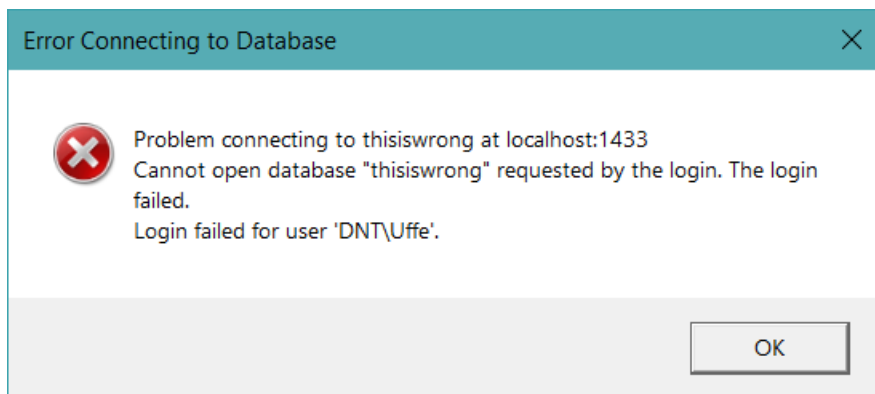 Error Connecting to Database
Problem connecting to thisiswrong at localhost:1433
Cannot open database "thisiswrong" requested by the login. The login
failed.
Login failed for user 'DNT\Uffe'.
OK